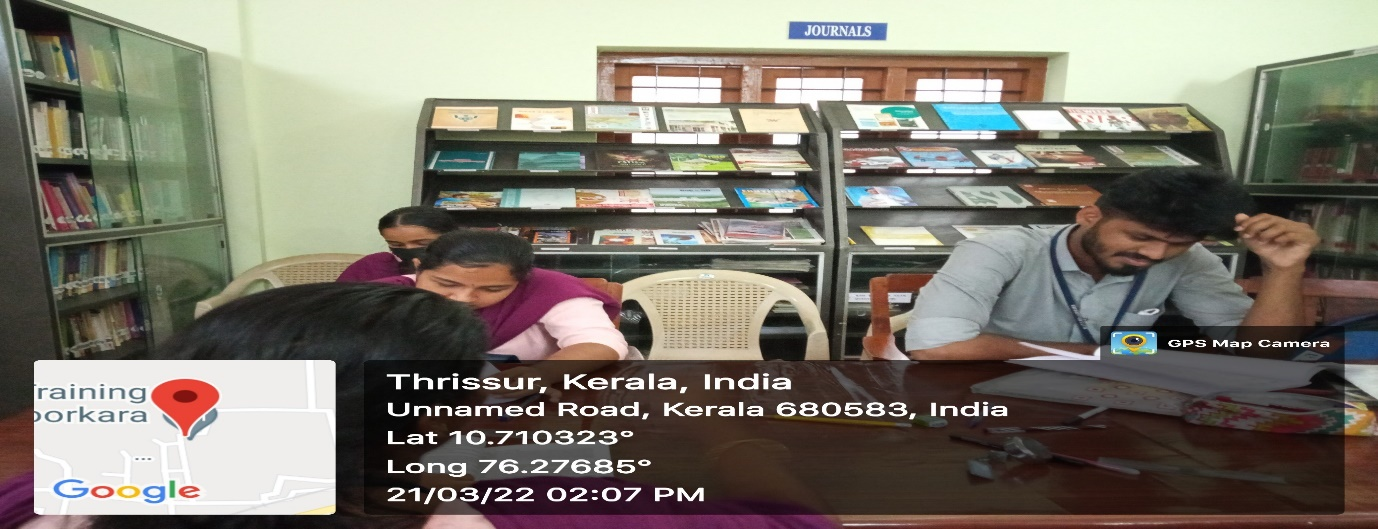 JOURNALS
GPS Map Camera
raining
oorkara
Google
Thrissur, Kerala, India
Unnamed Road, Kerala 680583, India
Lat 10.710323°
Long 76.27685°
21/03/22 02:07 PM